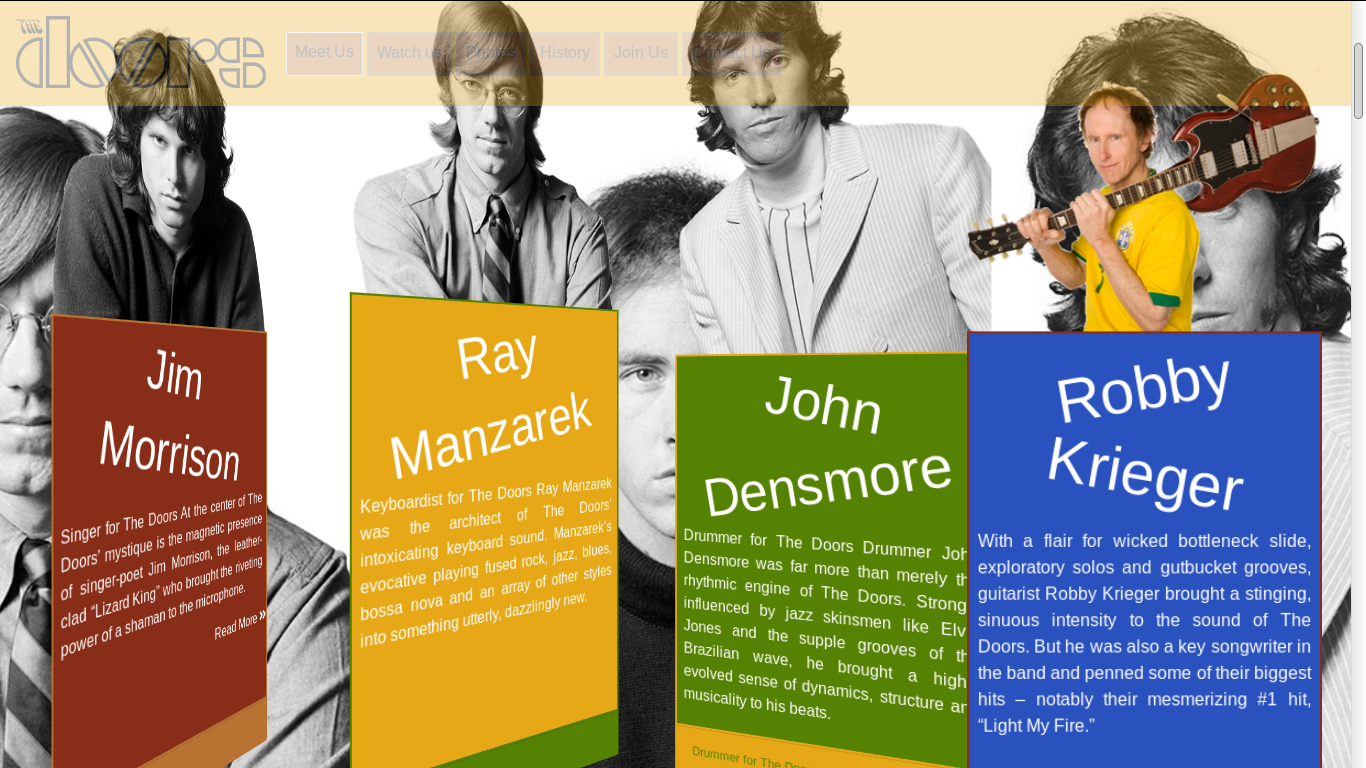 THE
doors
Meet Us
Watch us
Photos
History
Join Us
Contact Us
Jim
Morrison
Singer for The Doors At the center of The
Doors’ mystique is the magnetic presence
of singer-poet Jim Morrison, the leather-
clad “Lizard King” who brought the riveting
power of a shaman to the microphone.
Read More »
Ray
Manzarek
Keyboardist for The Doors Ray Manzarek
was the architect of The Doors’
intoxicating keyboard sound. Manzarek’s
evocative playing fused rock, jazz, blues,
bossa nova and an array of other styles
into something utterly, dazzlingly new.
John
Densmore
Drummer for The Doors Drummer Joh
Densmore was far more than merely th
rhythmic engine of The Doors. Strong
influenced by jazz skinsmen like Elv
Jones and the supple grooves of th
Brazilian wave, he brought a high
evolved sense of dynamics, structure an
musicality to his beats.
Drummer for The Doo
Robby
Krieger
With a flair for wicked bottleneck slide,
exploratory solos and gutbucket grooves,
guitarist Robby Krieger brought a stinging,
sinuous intensity to the sound of The
Doors. But he was also a key songwriter in
the band and penned some of their biggest
hits – notably their mesmerizing #1 hit,
“Light My Fire.”